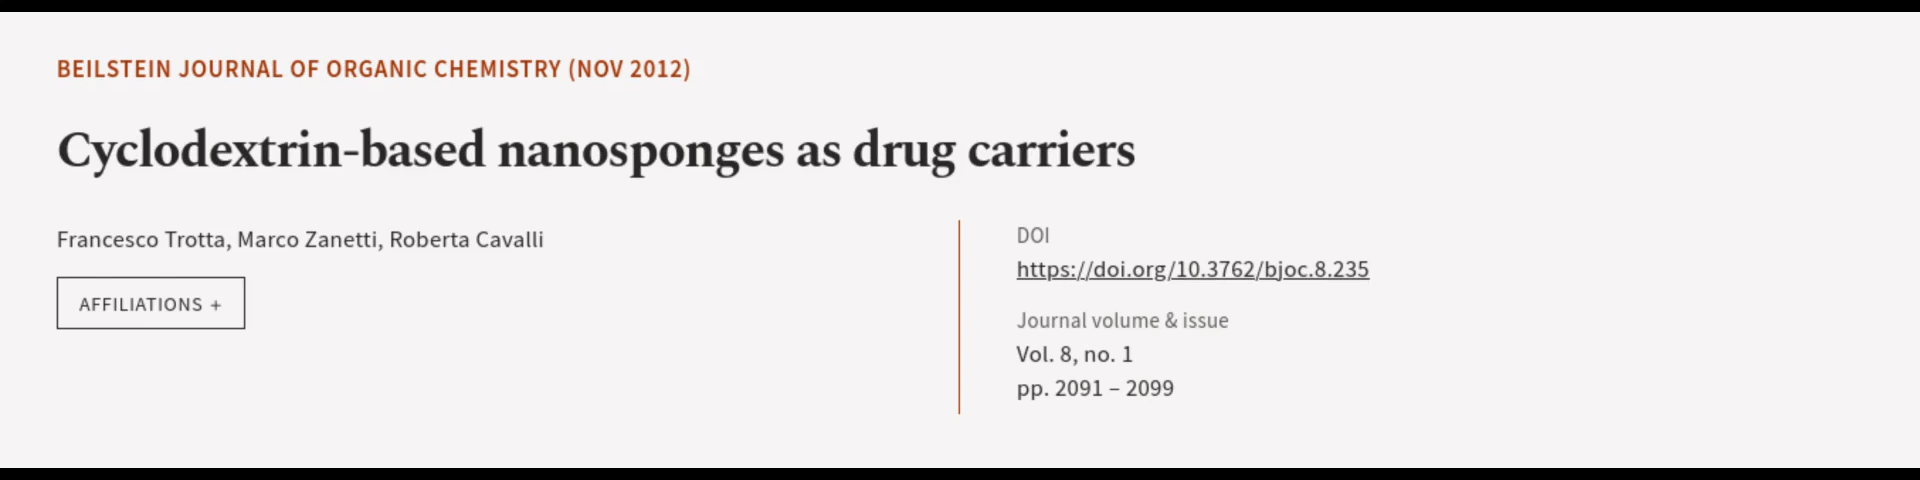 BEILSTEIN JOURNAL OF ORGANIC CHEMISTRY (NOV 2012)
Cyclodextrin-based nanosponges as drug carriers
Francesco Trotta, Marco Zanetti, Roberta Cavalli
AFFILIATIONS +
DOI
https://doi.org/10.3762/bjoc.8.235
Journal volume & issue
Vol. 8, no. 1
pp. 2091 – 2099